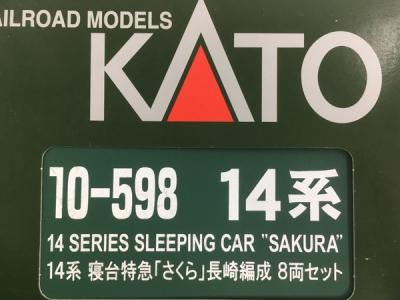 AILROAD MODELS
KATO
10-598 14系
14 SERIES SLEEPING CAR "SAKURA"
14系 寝台特急「さくら」長崎編成 8両セット